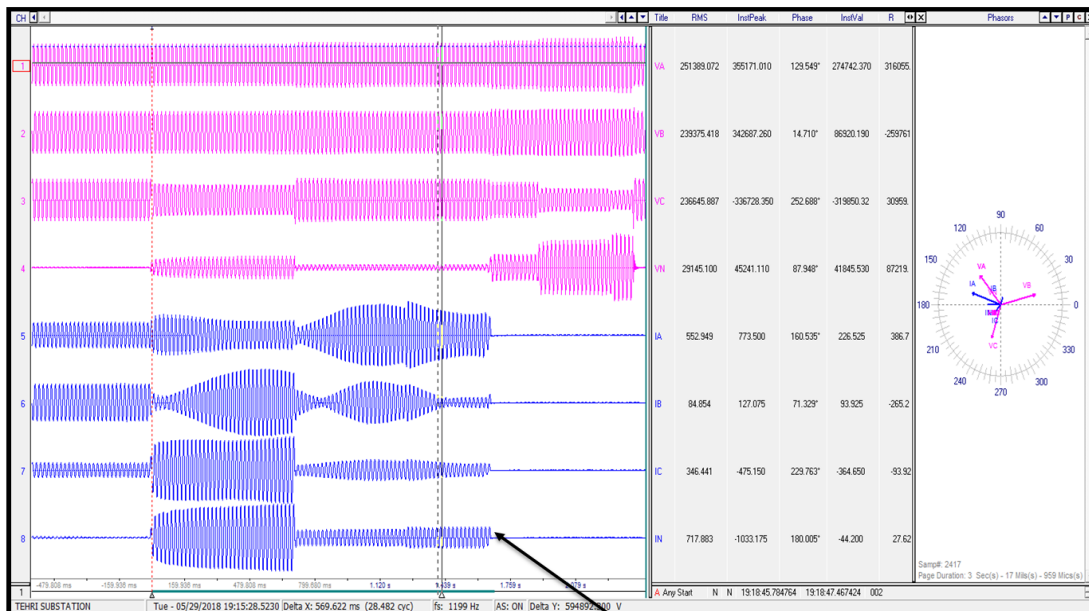 CH Title RMS InstPeak Phase InstVal R Phasors
1 VA 251389.072 355171.010 129.549° 274742.370 316055.
2 VB 239375.418 342687.260 14.710° 86920.190 -259761
3 VC 236645.887 -336728.350 252.688° -319850.32 30959.
4 VN 29145.100 45241.110 87.948° 41845.530 87219.
5 IA 552.949 773.500 160.535° 226.525 386.7
6 IB 84.854 127.075 71.329° 93.925 -265.2
7 IC 346.441 -475.150 229.763° -364.650 -93.92
8 IN 717.883 -1033.175 180.005° -44.200 27.62
90
120 60
150 30
VA IB
IA VB
180 0
IC
VC
210 330
240 300
270
Samp#: 2417
Page Duration: 3 Sec(s) - 17 Mils(s) - 959 Mics(s)
-479.808 ms -159.936 ms 159.936 ms 479.808 ms 799.680 ms 1.120 s 1.439 s 1.759 s
1 A Any Start N N 19:18:45.784764 19:18:47.467424 002
TEHRI SUBSTATION Tue - 05/29/2018 19:15:28.5230 Delta X: 569.622 ms (28.482 cyc) fs: 1199 Hz AS: ON Delta Y: V